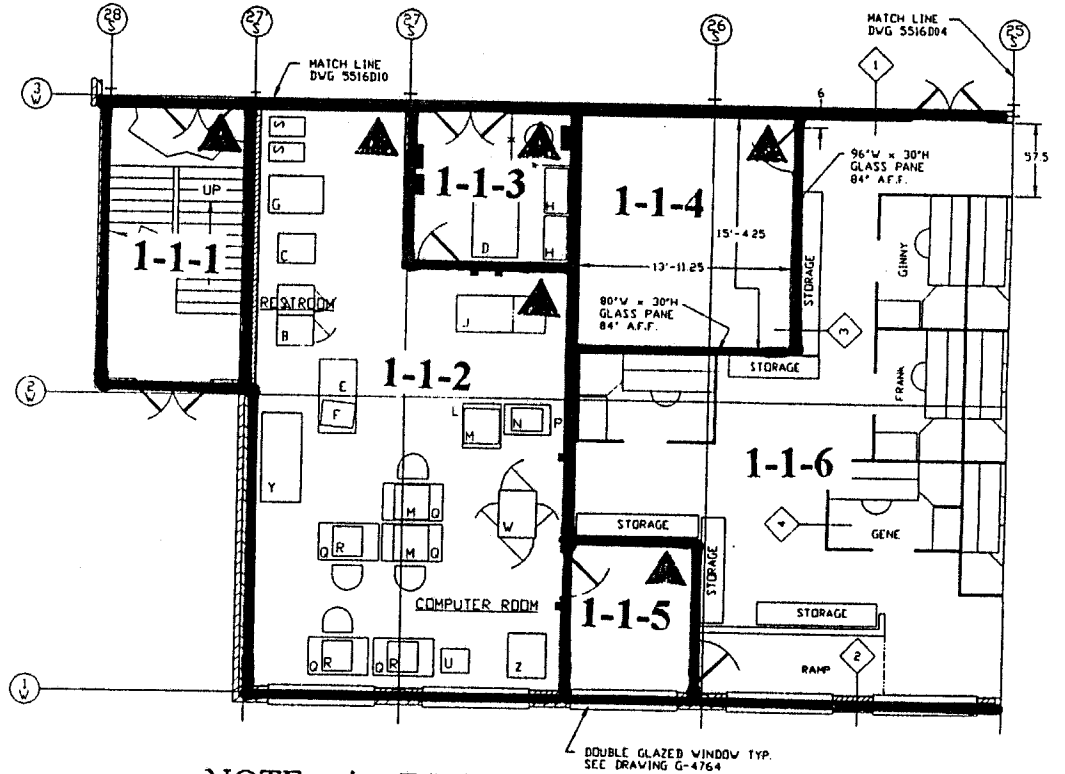 28
S
27'
S
27
S
26
S
25
S
MATCH LINE
DWG 5516D04
MATCH LINE
DWG 5516D10
3
W
1
6
57.5
96"W x 30"H
GLASS PANE
84" A.F.F.
S
S
G
C
UP
1-1-1
1-1-3
H
H
D
1-1-4
15'-4.25
13'-11.25
STORAGE
GINNY
RESTROOM
A
B
J
80"W x 30"H
GLASS PANE
84" A.F.F.
3
STORAGE
2
W
1-1-2
E
F
FRANK
L
M
N
P
1-1-6
Y
M
Q
W
STORAGE
4
GENE
Q
R
M
Q
STORAGE
COMPUTER ROOM
1-1-5
STORAGE
Q
R
Q
R
U
Z
RAMP
2
1
W
DOUBLE GLAZED WINDOW TYP.
SEE DRAWING G-4764